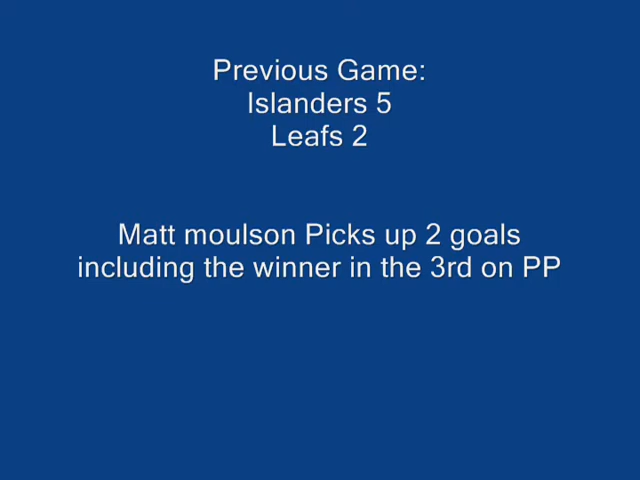 Previous Game:
Islanders 5
Leafs 2
Matt moulson Picks up 2 goals
including the winner in the 3rd on PP